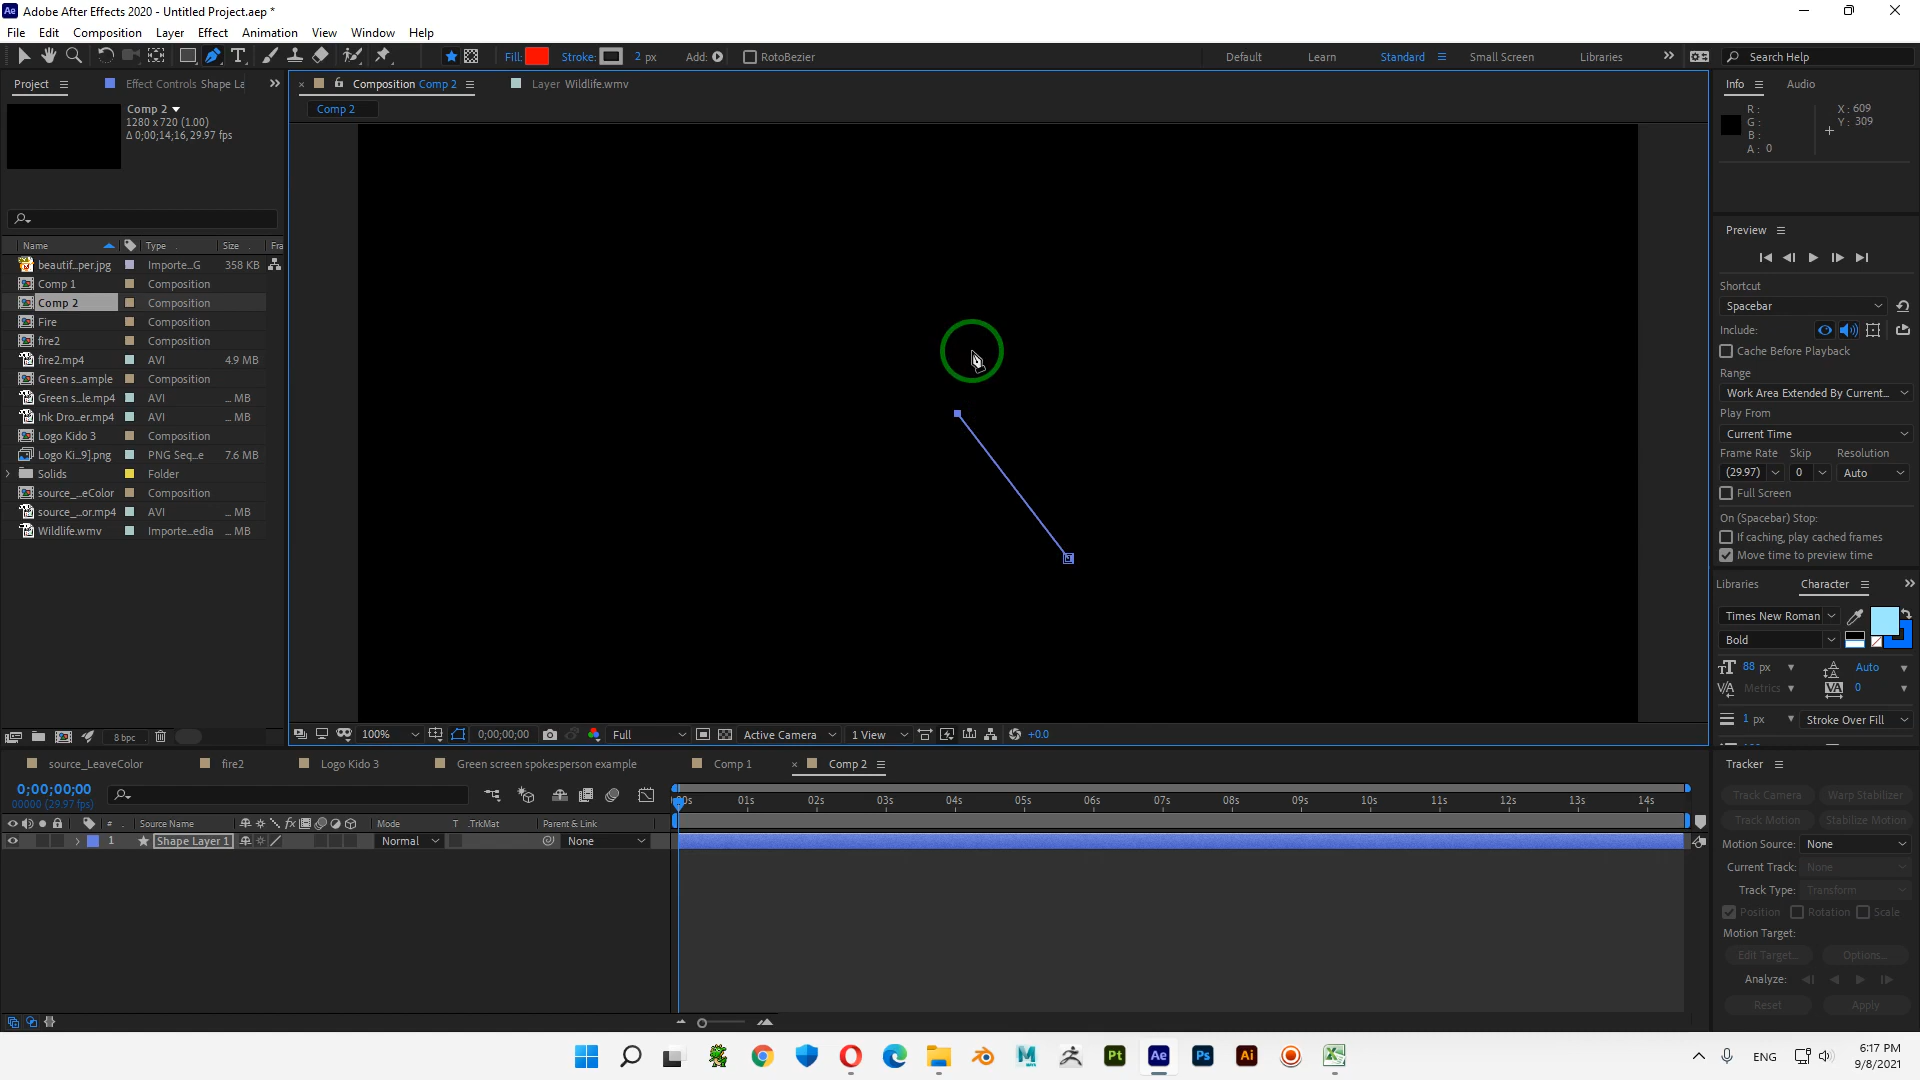 Adobe After Effects 2020 - Untitled Project.aep *
File Edit Composition Layer Effect Animation View Window Help
Fill: Stroke: 2 px Add: RotoBezier Default Learn Standard Small Screen Libraries Search Help
Project Effect Controls Shape La
Composition Comp 2 Layer Wildlife.wmv
Info Audio
Comp 2
1280 x 720 (1.00)
Δ 0;00;14;16, 29.97 fps
Comp 2
R: X: 609
G: Y: 309
B:
A: 0
Name Type Size Fra
beautif...per.jpg Importe...G 358 KB
Comp 1 Composition
Comp 2 Composition
Fire Composition
fire2 Composition
fire2.mp4 AVI 4.9 MB
Green s...ample Composition
Green s...le.mp4 AVI ... MB
Ink Dro...er.mp4 AVI ... MB
Logo Kido 3 Composition
Logo Ki...9].png PNG Seq...e 7.6 MB
Solids Folder
source_...eColor Composition
source_...or.mp4 AVI ... MB
Wildlife.wmv Importe...edia ... MB
8 bpc
Preview
Shortcut
Spacebar
Include:
Cache Before Playback
Range
Work Area Extended By Current...
Play From
Current Time
Frame Rate Skip Resolution
(29.97) 0 Auto
Full Screen
On (Spacebar) Stop:
If caching, play cached frames
Move time to preview time
Libraries Character
Times New Roman
Bold
88 px Auto
Metrics 0
1 px Stroke Over Fill
100% 0;00;00;00 Full Active Camera 1 View +0.0
source_LeaveColor fire2 Logo Kido 3 Green screen spokesperson example Comp 1 Comp 2
0;00;00;00
00000 (29.97 fps)
:00s 01s 02s 03s 04s 05s 06s 07s 08s 09s 10s 11s 12s 13s 14s
# Source Name Mode T .TrkMat Parent & Link
1 Shape Layer 1 Normal None
Tracker
Track Camera Warp Stabilizer
Track Motion Stabilize Motion
Motion Source: None
Current Track: None
Track Type: Transform
Position Rotation Scale
Motion Target:
Edit Target... Options...
Analyze:
Reset Apply
Pt Ae Ps Ai
ENG
6:17 PM
9/8/2021